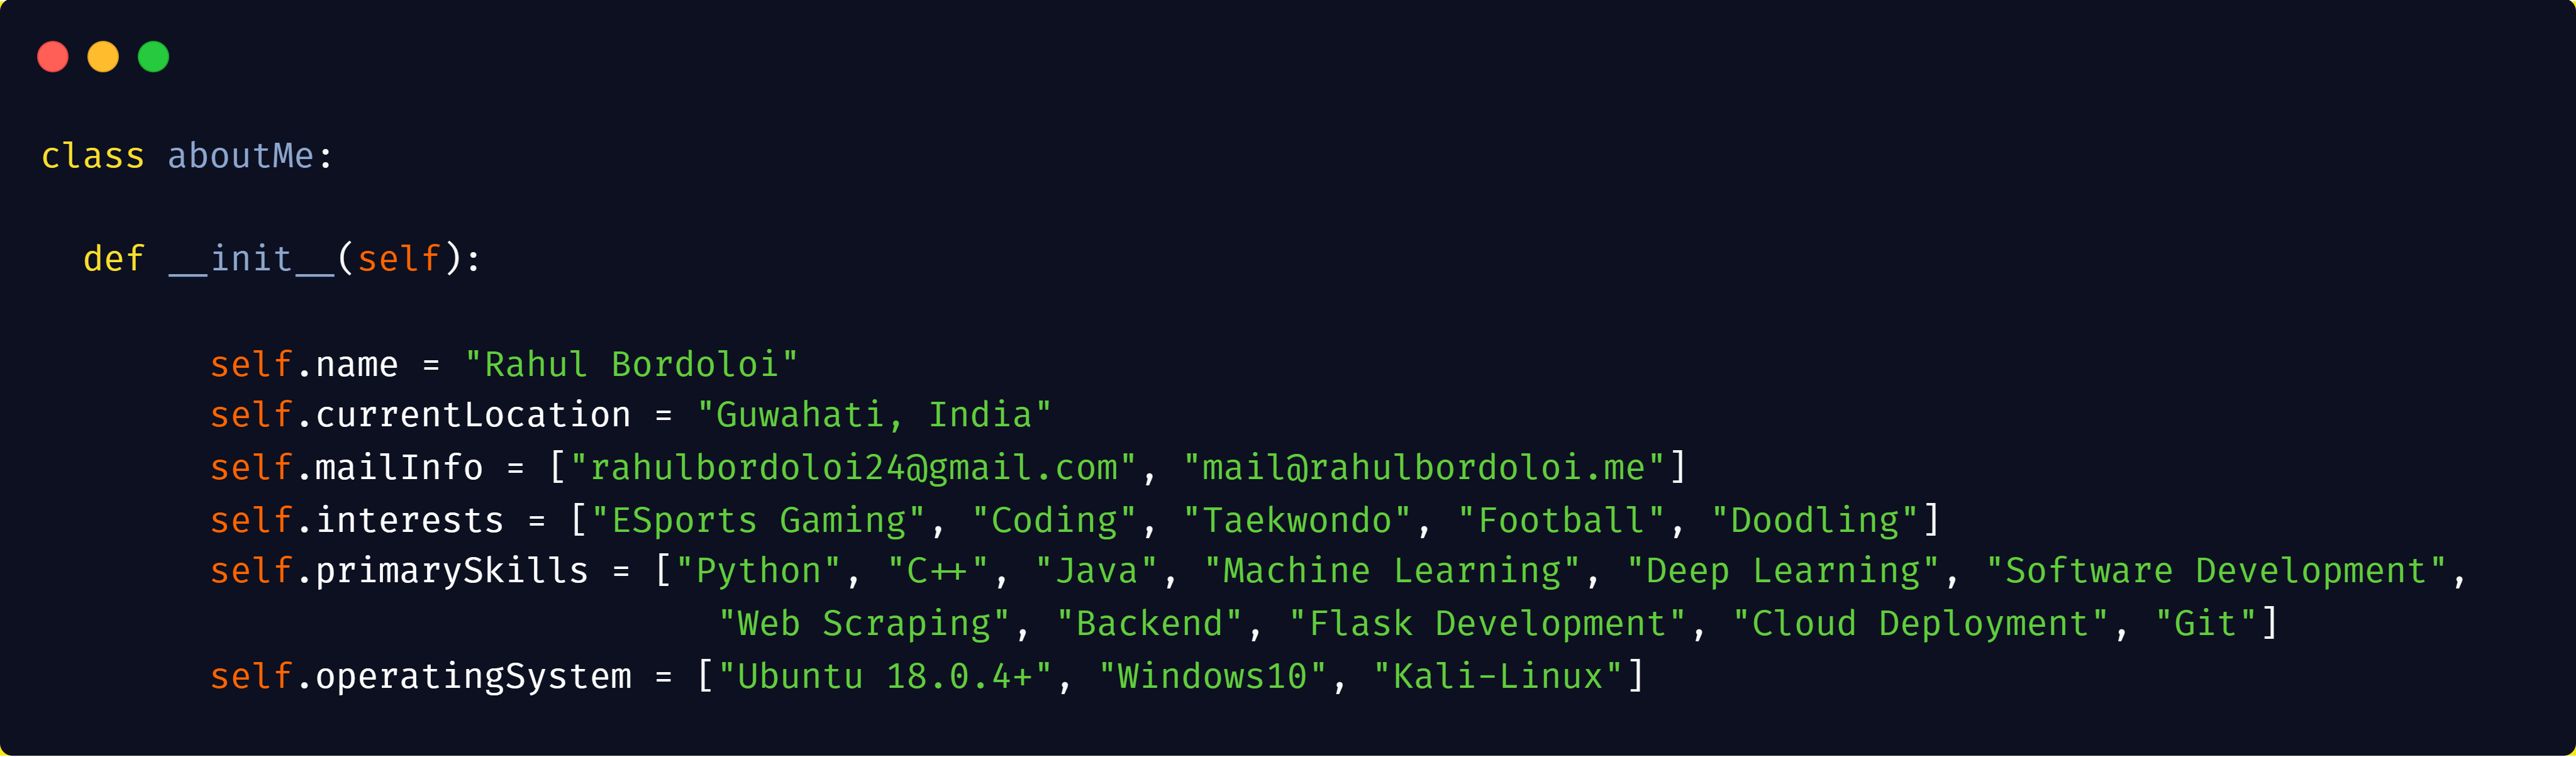 class aboutMe:
def __init__(self):
self.name = "Rahul Bordoloi"
self.currentLocation = "Guwahati, India"
self.mailInfo = ["rahulbordoloi24@gmail.com", "mail@rahulbordoloi.me"]
self.interests = ["ESports Gaming", "Coding", "Taekwondo", "Football", "Doodling"]
self.primarySkills = ["Python", "C++", "Java", "Machine Learning", "Deep Learning", "Software Development",
"Web Scraping", "Backend", "Flask Development", "Cloud Deployment", "Git"]
self.operatingSystem = ["Ubuntu 18.0.4+", "Windows10", "Kali-Linux"]